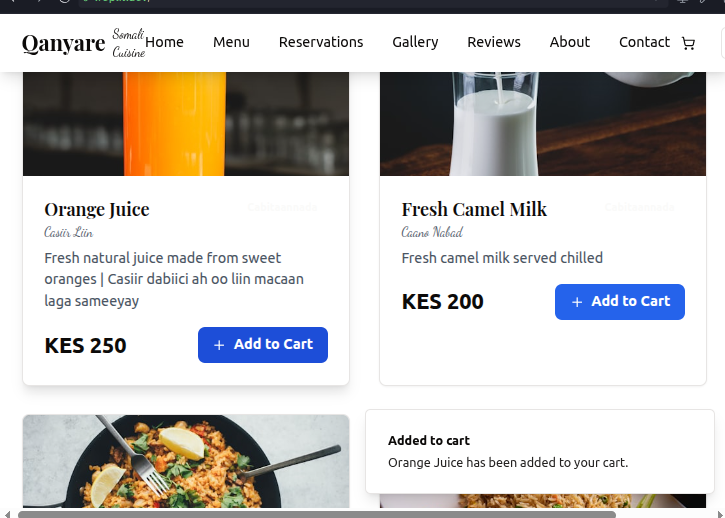 Qanyare
Somali
Cuisine
Home
Menu
Reservations
Gallery
Reviews
About
Contact
Orange Juice
Casiir Liin
Fresh natural juice made from sweet
oranges | Casiir dabiici ah oo liin macaan
laga sameeyay
KES 250
+ Add to Cart
Fresh Camel Milk
Caano Nabad
Fresh camel milk served chilled
KES 200
+ Add to Cart
Added to cart
Orange Juice has been added to your cart.